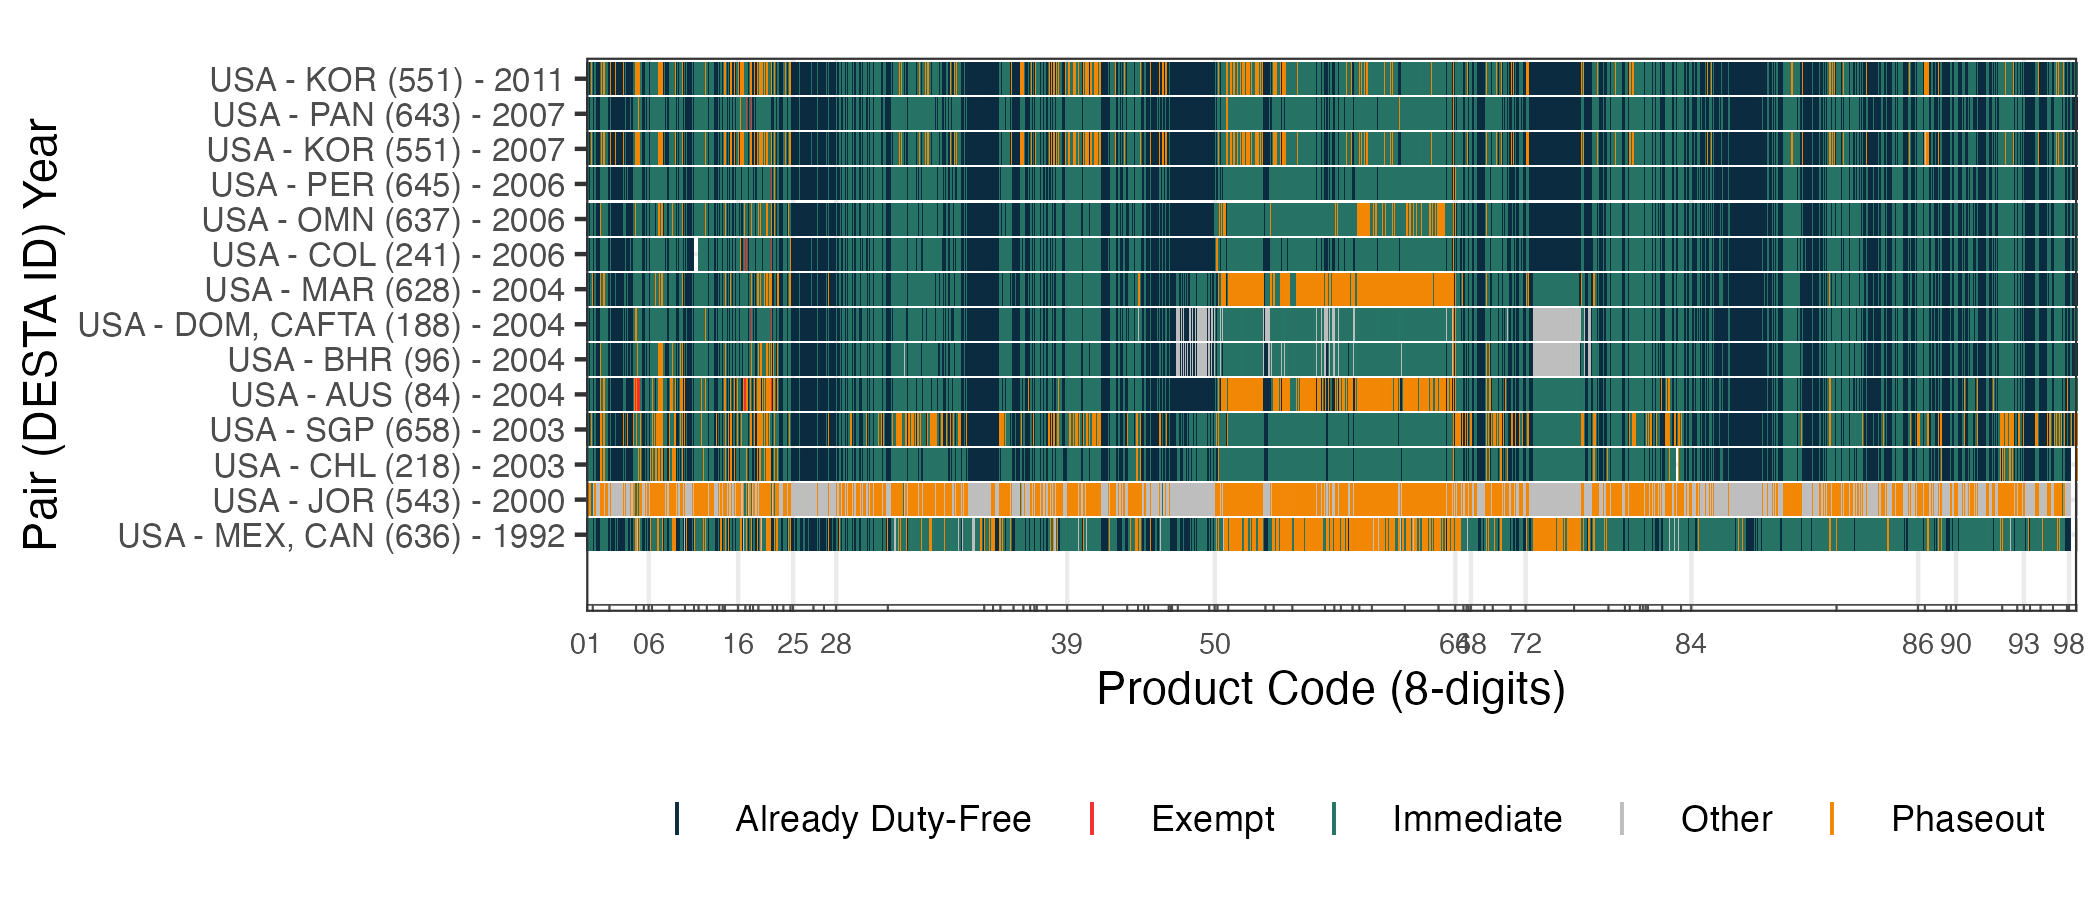 Pair (DESTA ID) Year
USA - KOR (551) - 2011
USA - PAN (643) - 2007
USA - KOR (551) - 2007
USA - PER (645) - 2006
USA - OMN (637) - 2006
USA - COL (241) - 2006
USA - MAR (628) - 2004
USA - DOM, CAFTA (188) - 2004
USA - BHR (96) - 2004
USA - AUS (84) - 2004
USA - SGP (658) - 2003
USA - CHL (218) - 2003
USA - JOR (543) - 2000
USA - MEX, CAN (636) - 1992
01 06 16 25 28 39 50 66 68 72 84 86 90 93 98
Product Code (8-digits)
Already Duty-Free Exempt Immediate Other Phaseout